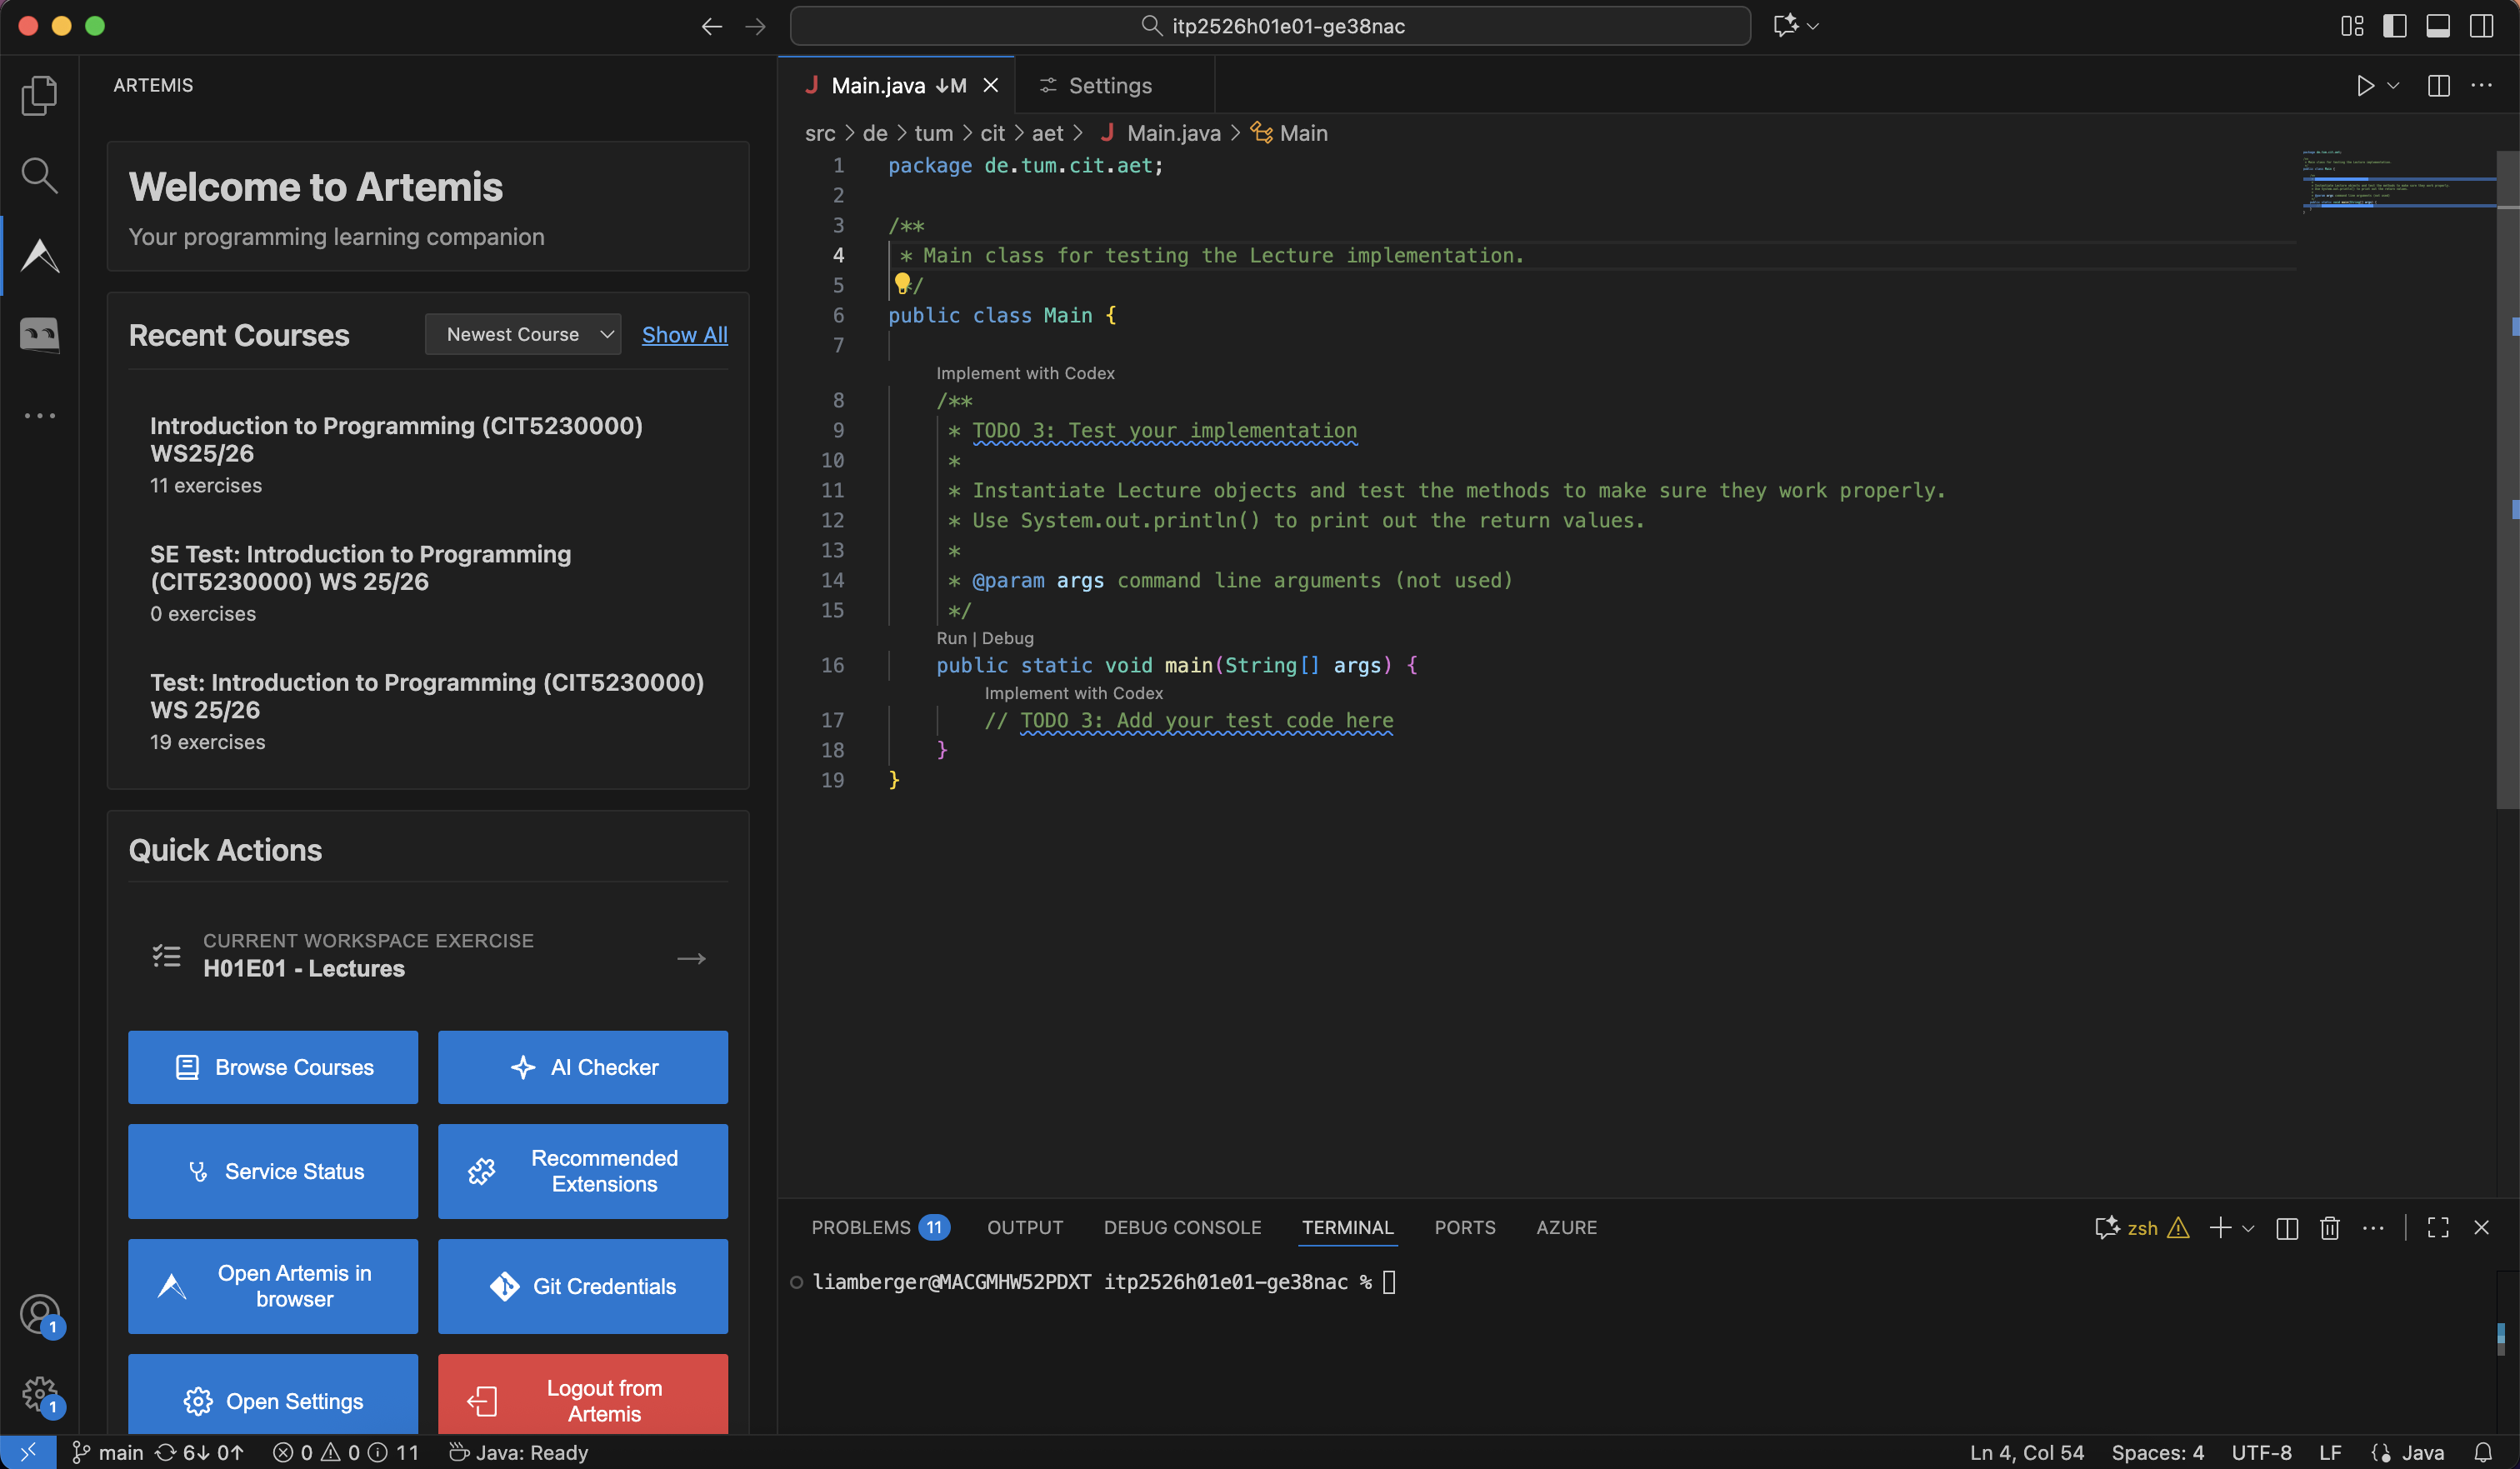 itp2526h01e01-ge38nac
ARTEMIS
Welcome to Artemis
Your programming learning companion
Recent Courses
Newest Course
Show All
Introduction to Programming (CIT5230000)
WS25/26
11 exercises
SE Test: Introduction to Programming
(CIT5230000) WS 25/26
0 exercises
Test: Introduction to Programming (CIT5230000)
WS 25/26
19 exercises
Quick Actions
CURRENT WORKSPACE EXERCISE
H01E01 - Lectures
→
Browse Courses
AI Checker
Service Status
Recommended
Extensions
Open Artemis in
browser
Git Credentials
Open Settings
Logout from
Artemis
1
1
J Main.java ↓M
Settings
src > de > tum > cit > aet > J Main.java > Main
1 package de.tum.cit.aet;
2
3 /**
4  * Main class for testing the Lecture implementation.
5  */
6 public class Main {
7
Implement with Codex
8     /**
9      * TODO 3: Test your implementation
10      *
11      * Instantiate Lecture objects and test the methods to make sure they work properly.
12      * Use System.out.println() to print out the return values.
13      *
14      * @param args command line arguments (not used)
15      */
Run | Debug
16     public static void main(String[] args) {
Implement with Codex
17         // TODO 3: Add your test code here
18     }
19 }
PROBLEMS 11 OUTPUT DEBUG CONSOLE TERMINAL PORTS AZURE
zsh
liamberger@MACGMHW52PDXT itp2526h01e01-ge38nac %
main 6↓ 0↑ 0 0 11 Java: Ready
Ln 4, Col 54 Spaces: 4 UTF-8 LF Java